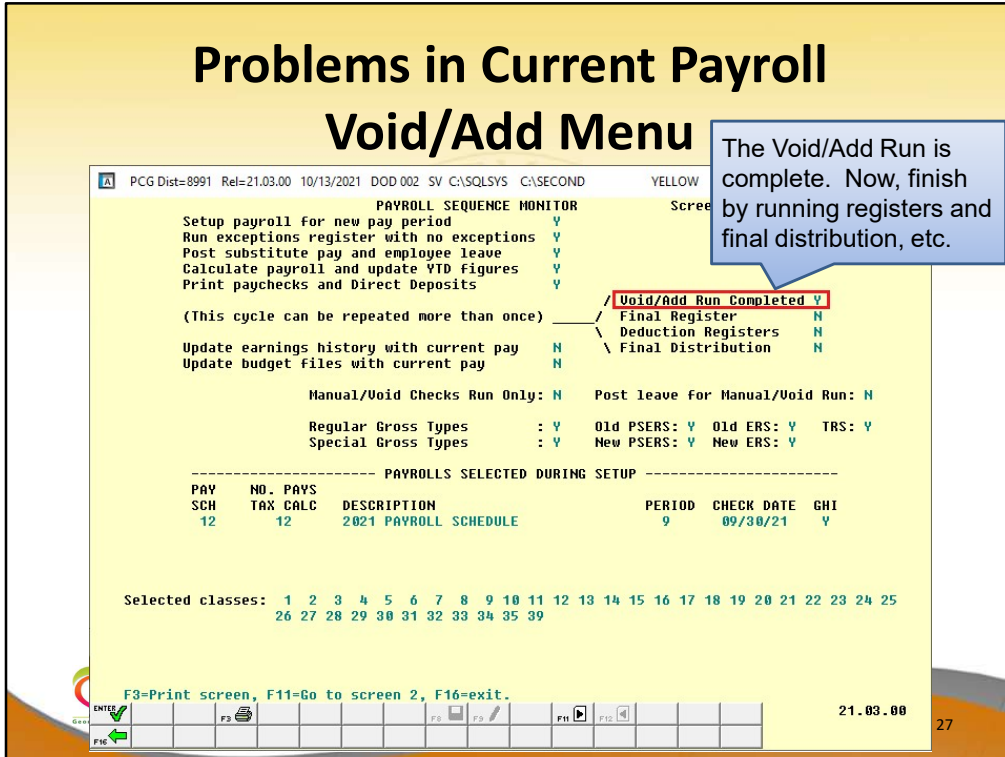 Problems in Current Payroll
Void/Add Menu
The Void/Add Run is
complete. Now, finish
by running registers and
final distribution, etc.
A PCG Dist=8991 Rel=21.03.00 10/13/2021 DOD 002 SV C:\SQLSYS C:\SECOND YELLOW
PAYROLL SEQUENCE MONITOR
Setup payroll for new pay period Y
Run exceptions register with no exceptions Y
Post substitute pay and employee leave Y
Calculate payroll and update YTD figures Y
Print paychecks and Direct Deposits Y
/ Void/Add Run Completed Y
(This cycle can be repeated more than once) _____/ Final Register N
\ Deduction Registers N
Update earnings history with current pay N \ Final Distribution N
Update budget files with current pay N
Manual/Void Checks Run Only: N Post leave for Manual/Void Run: N
Regular Gross Types : Y Old PSERS: Y Old ERS: Y TRS: Y
Special Gross Types : Y New PSERS: Y New ERS: Y
---------------------- PAYROLLS SELECTED DURING SETUP -----------------------
PAY NO. PAYS
SCH TAX CALC DESCRIPTION PERIOD CHECK DATE GHI
12 12 2021 PAYROLL SCHEDULE 9 09/30/21 Y
Selected classes: 1 2 3 4 5 6 7 8 9 10 11 12 13 14 15 16 17 18 19 20 21 22 23 24 25
26 27 28 29 30 31 32 33 34 35 39
F3=Print screen, F11=Go to screen 2, F16=exit.
ENTER F3 F8 F9 F11 F12 21.03.00
F16
27